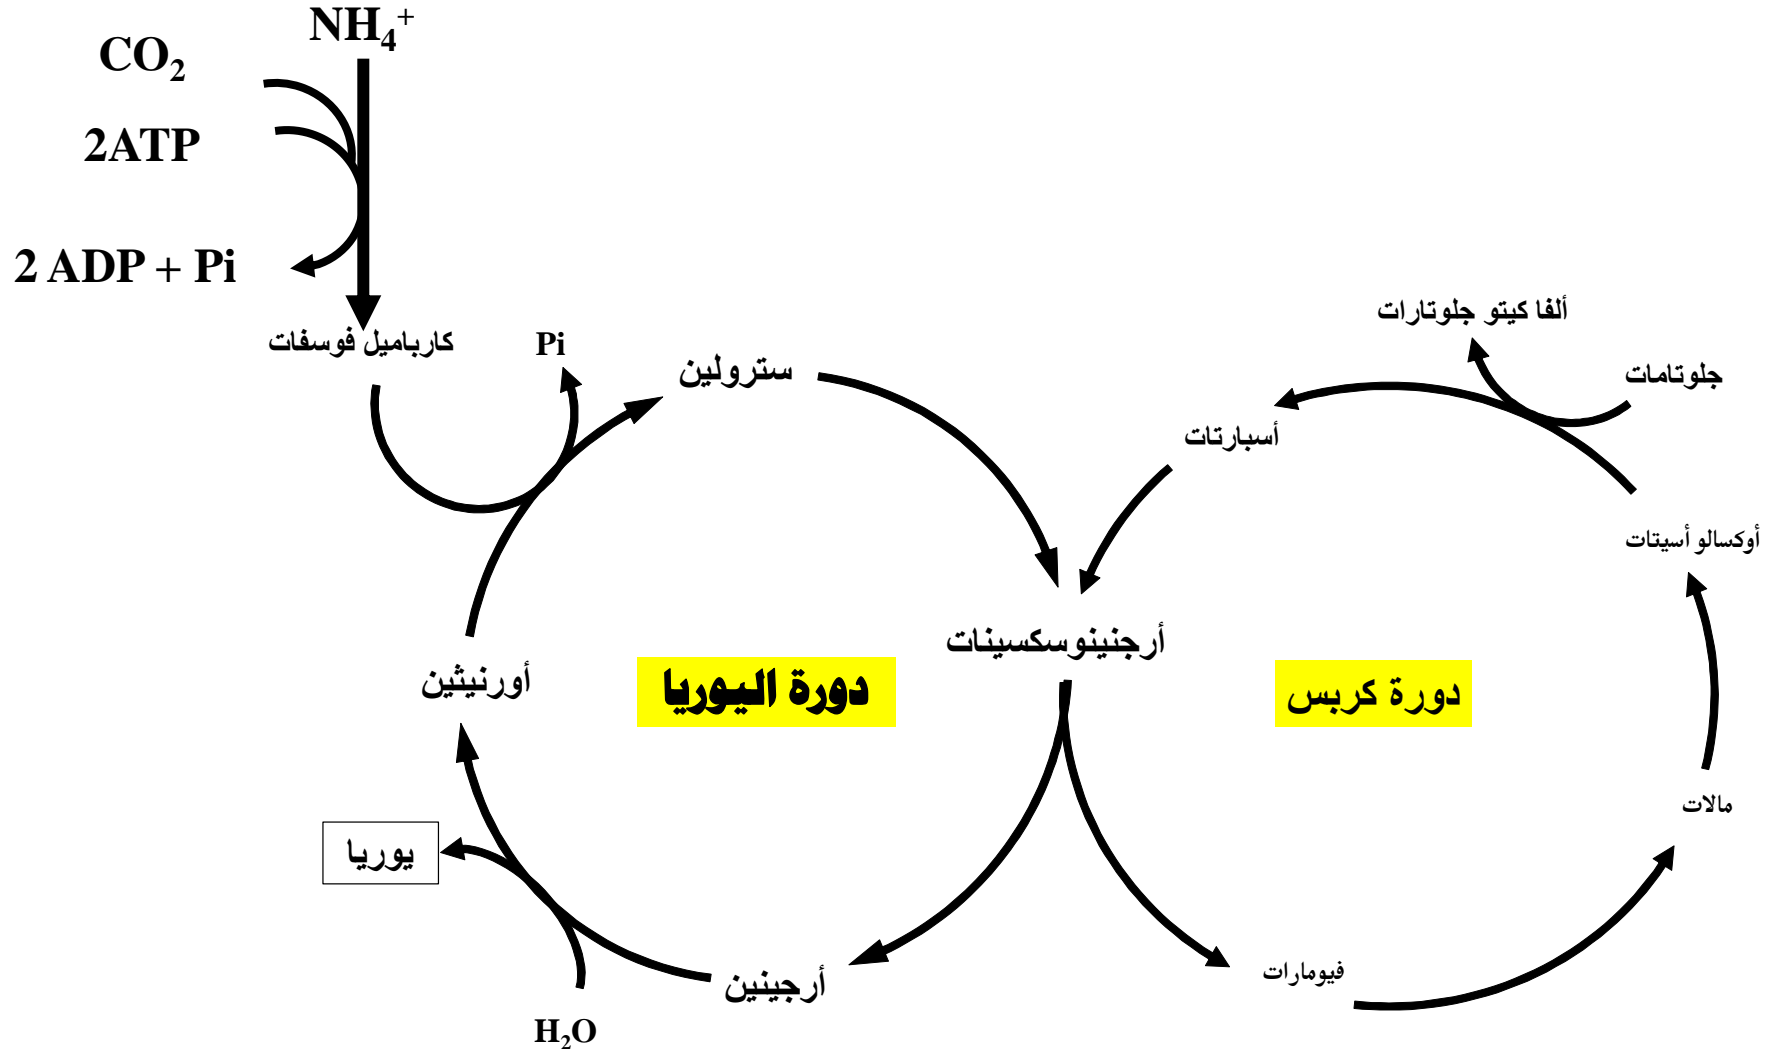 NH₄⁺
CO₂
2ATP
2 ADP + Pi
كارباميل فوسفات
Pi
سترولين
ألفا كيتو جلوتارات
جلوتامات
أسبارتات
أوكسالو أسيتات
أرجنينوسكسينات
أورنيثين
دورة اليوريا
دورة كربس
مالات
يوريا
فيومارات
أرجينين
H₂O